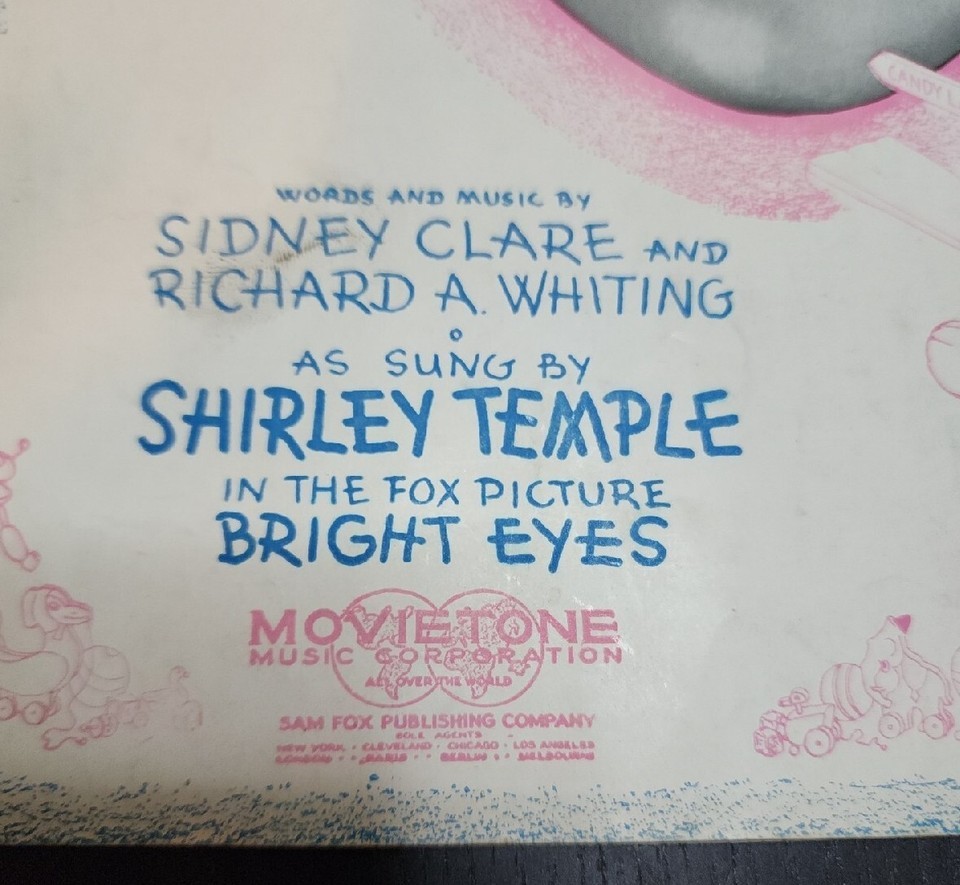 CANDY
WORDS AND MUSIC BY
SIDNEY CLARE AND
RICHARD A. WHITING
AS SUNG BY
SHIRLEY TEMPLE
IN THE FOX PICTURE
BRIGHT EYES
MOVIETONE
MUSIC CORPORATION
ALL OVER THE WORLD
SAM FOX PUBLISHING COMPANY
SOLE AGENTS
NEW YORK · CLEVELAND · CHICAGO · LOS ANGELES
LONDON · PARIS · BERLIN · MELBOURNE